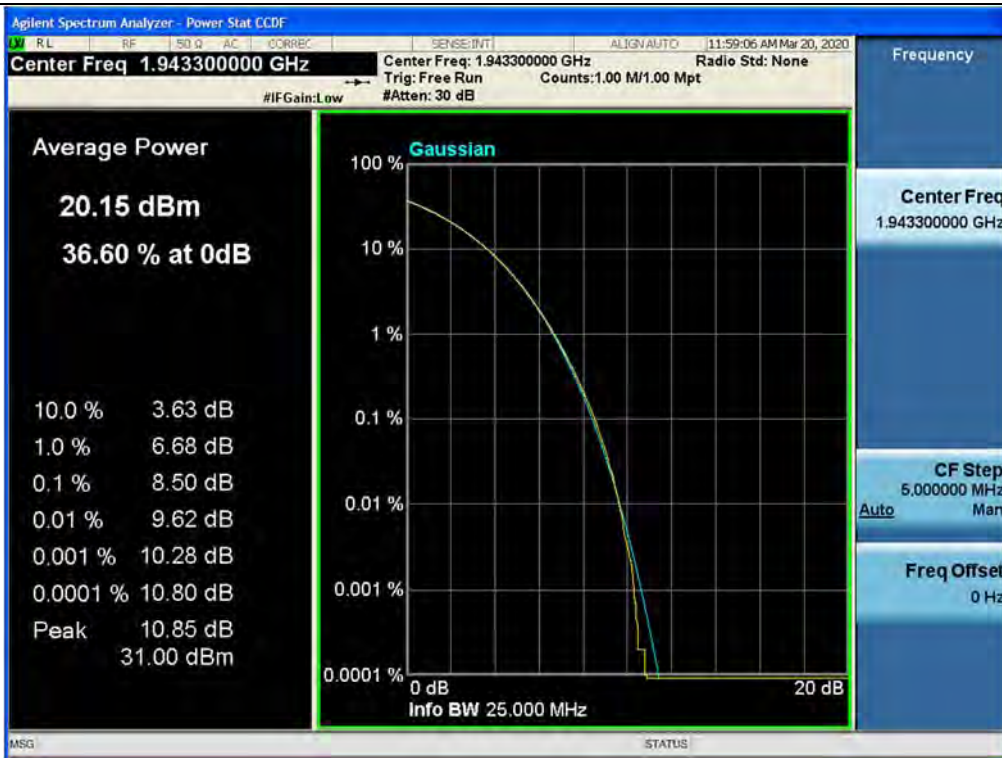 Agilent Spectrum Analyzer - Power Stat CCDF
LXI RL RF 50 Ω AC CORREC SENSE:INT ALIGN AUTO 11:59:06 AM Mar 20, 2020
Center Freq 1.943300000 GHz
Center Freq: 1.943300000 GHz Radio Std: None
Trig: Free Run Counts:1.00 M/1.00 Mpt
#IFGain:Low #Atten: 30 dB
Frequency
Average Power
20.15 dBm
36.60 % at 0dB
10.0 % 3.63 dB
1.0 % 6.68 dB
0.1 % 8.50 dB
0.01 % 9.62 dB
0.001 % 10.28 dB
0.0001 % 10.80 dB
Peak 10.85 dB
31.00 dBm
Gaussian
100 %
10 %
1 %
0.1 %
0.01 %
0.001 %
0.0001 %
0 dB 20 dB
Info BW 25.000 MHz
Center Freq
1.943300000 GHz
CF Step
5.000000 MHz
Auto Man
Freq Offset
0 Hz
MSG STATUS